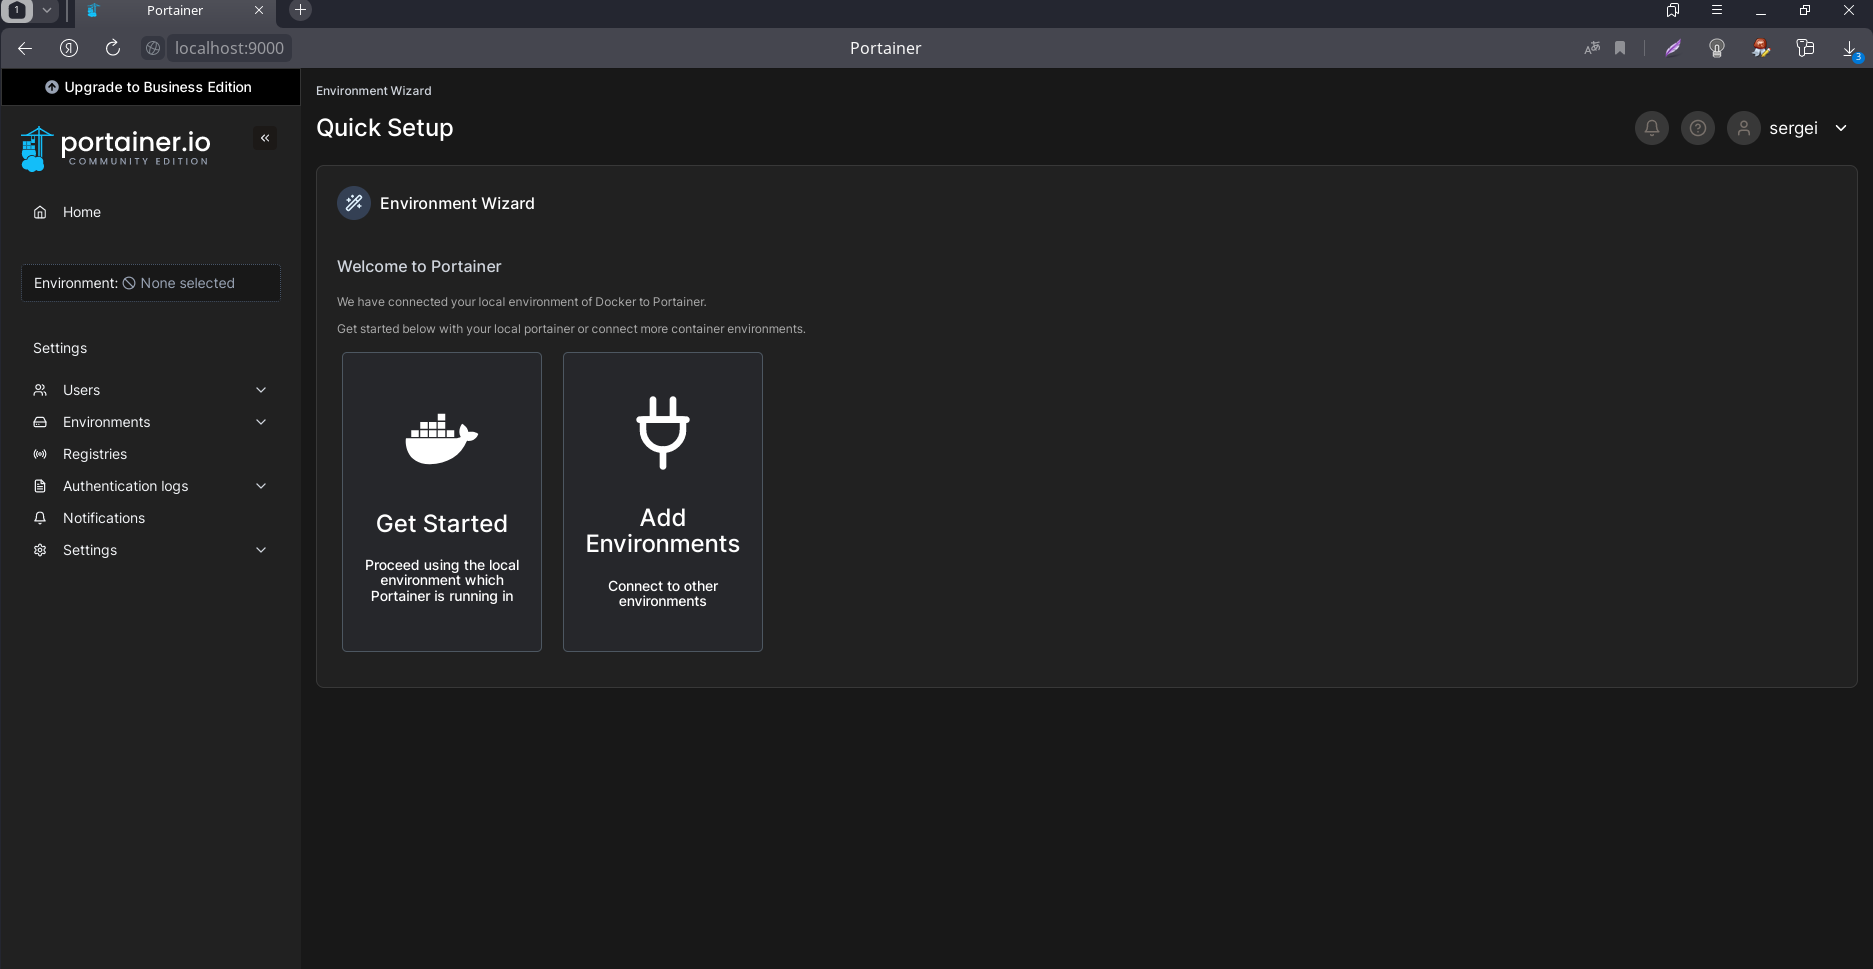 1
Portainer
localhost:9000
Portainer
3
Upgrade to Business Edition
portainer.io
COMMUNITY EDITION
Home
Environment: None selected
Settings
Users
Environments
Registries
Authentication logs
Notifications
Settings
Environment Wizard
Quick Setup
sergei
Environment Wizard
Welcome to Portainer
We have connected your local environment of Docker to Portainer.
Get started below with your local portainer or connect more container environments.
Get Started
Proceed using the local
environment which
Portainer is running in
Add
Environments
Connect to other
environments